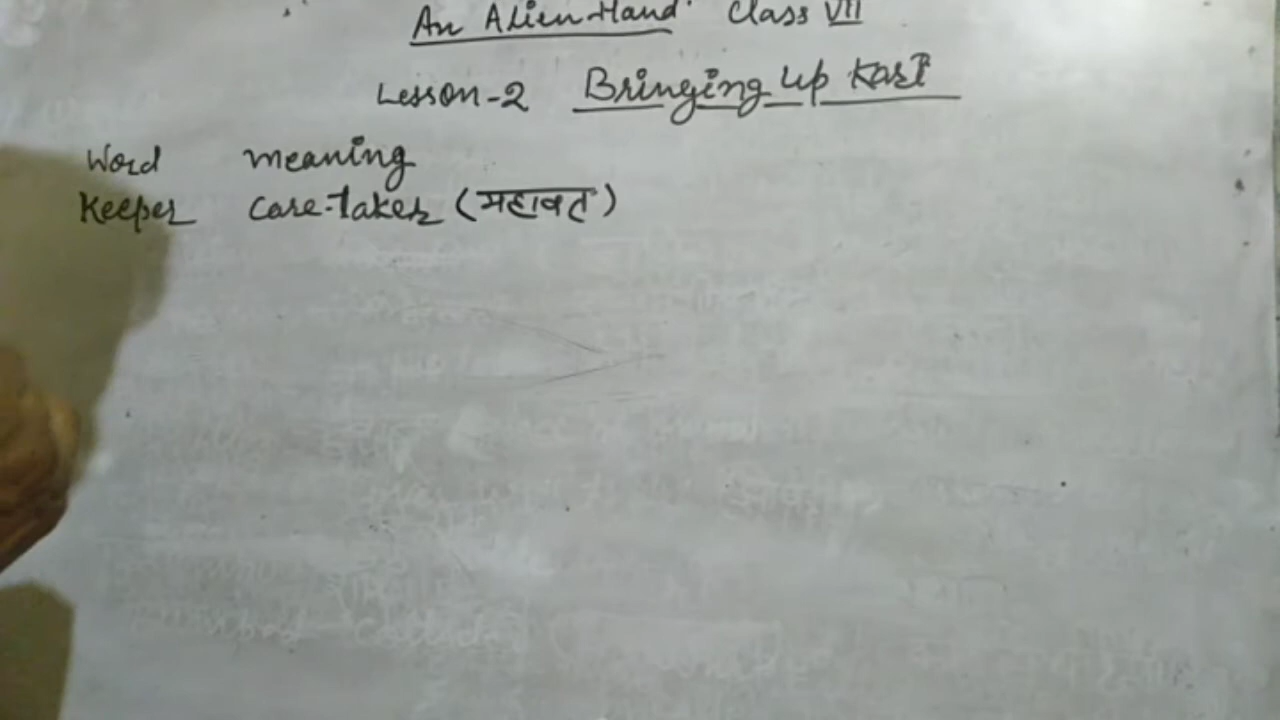 An Alien Hand Class VII
Lesson-2 Bringing Up Kari
Word meaning
Keeper Care-taker (महावत)